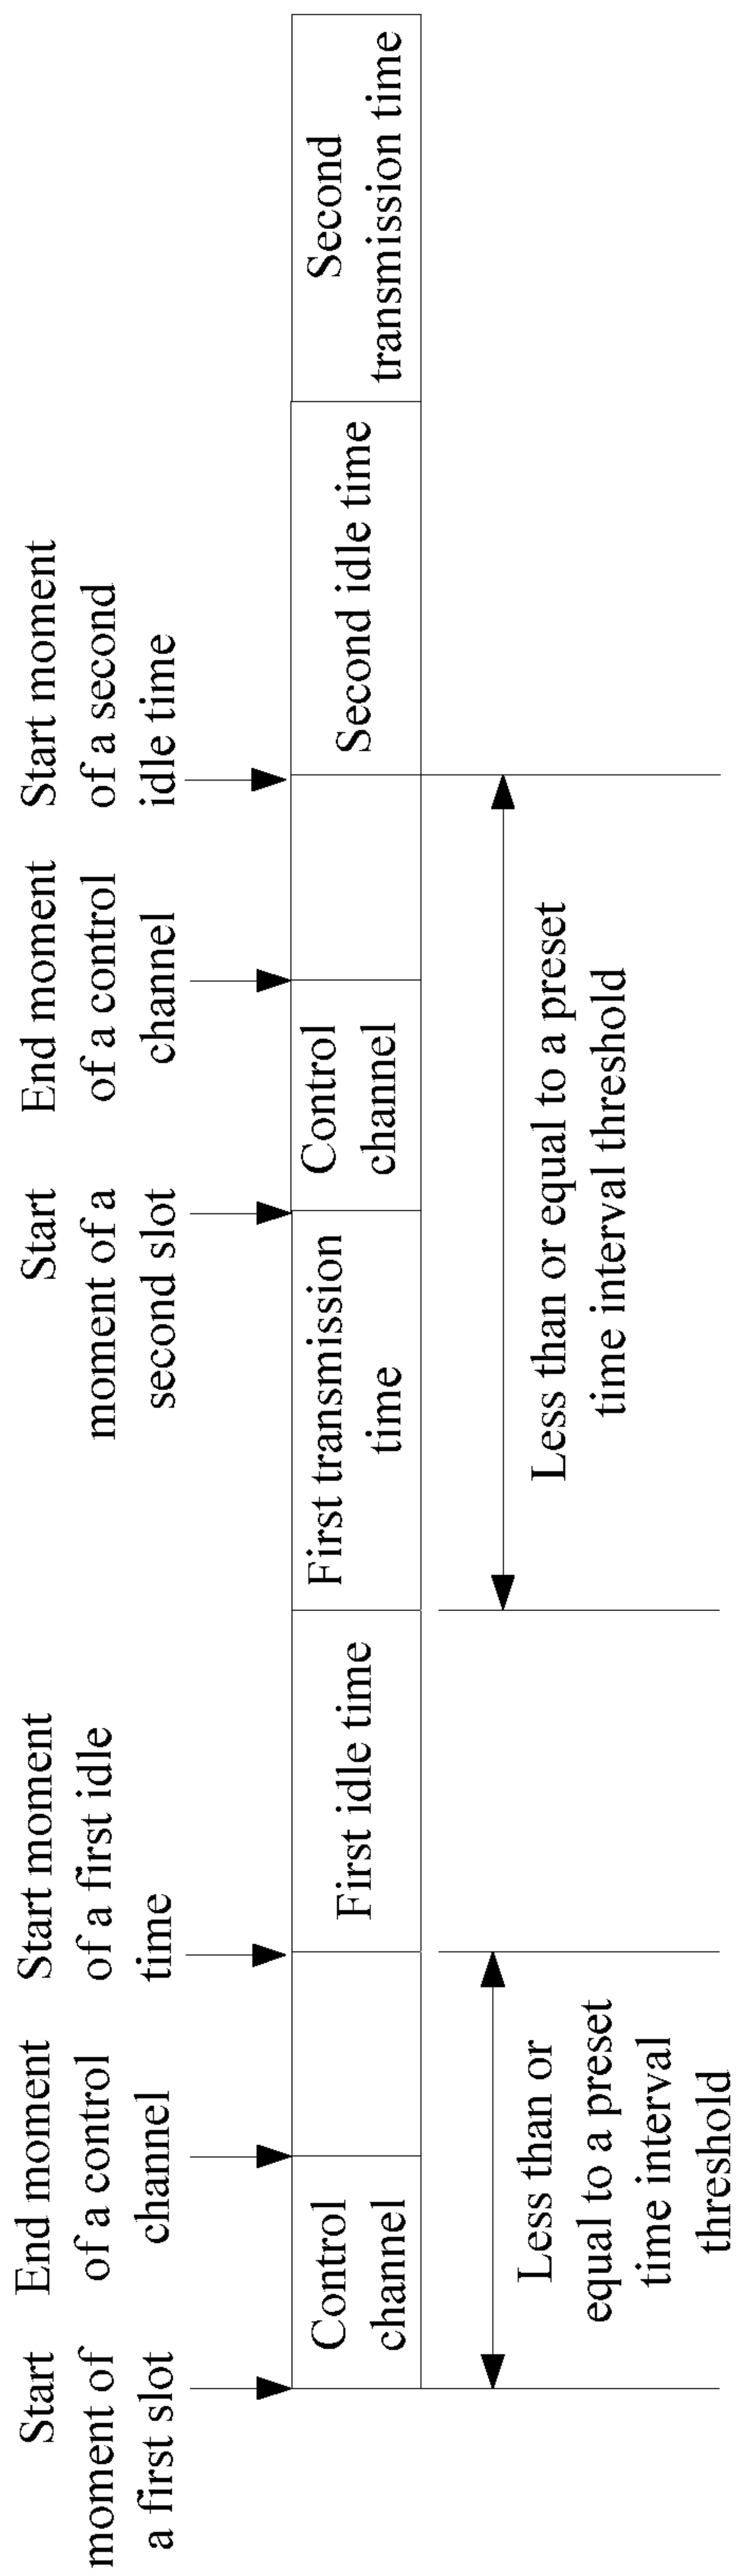 Start
moment of
a first slot
End moment
of a control
channel
Start moment
of a first idle
time
Start
moment of a
second slot
End moment
of a control
channel
Start moment
of a second
idle time
Control
channel
First idle time
First transmission
time
Control
channel
Second idle time
Second
transmission time
Less than or
equal to a preset
time interval
threshold
Less than or equal to a preset
time interval threshold